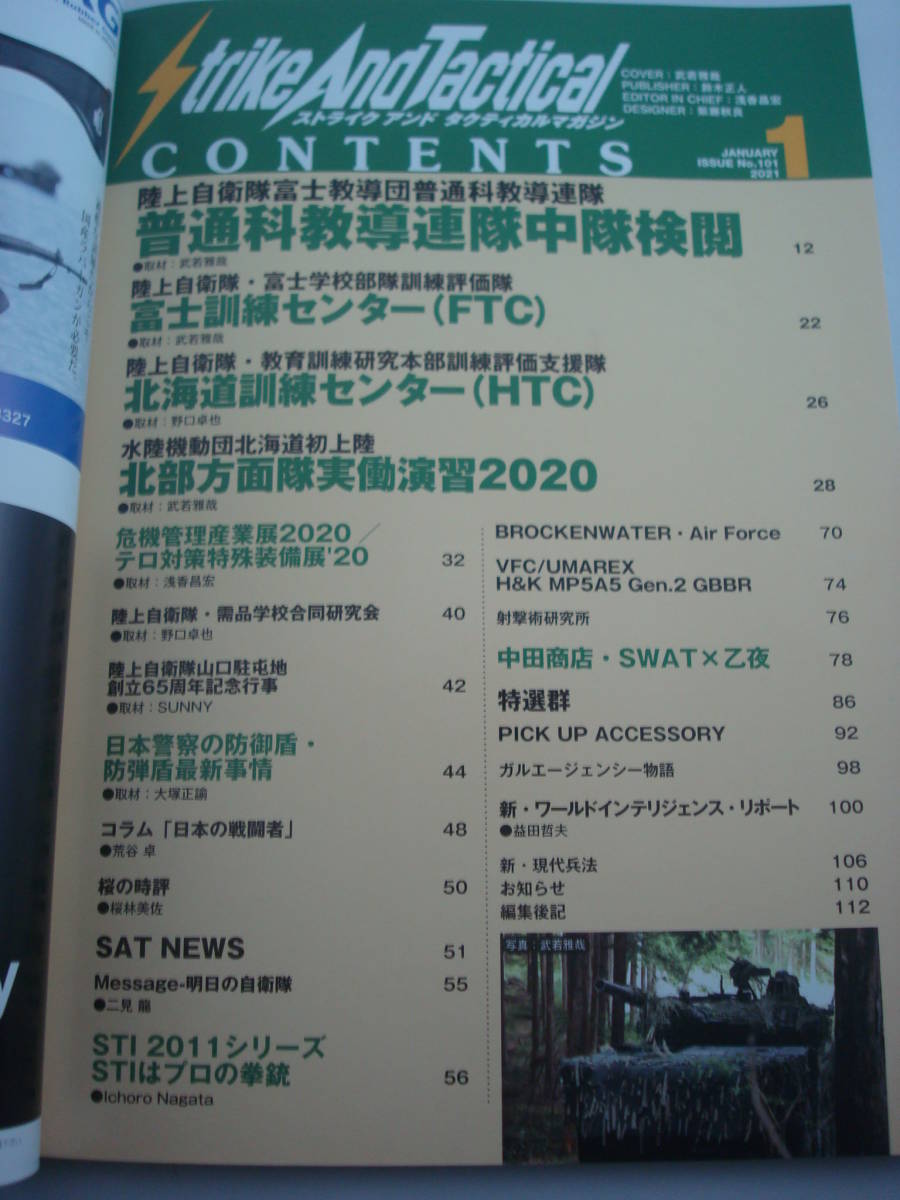 Strike And Tactical
ストライク アンド タクティカルマガジン
CONTENTS
COVER：武若雅哉
PUBLISHER：鈴木正人
EDITOR IN CHIEF：浅香昌宏
DESIGNER：
JANUARY
ISSUE No.101
2021
1
陸上自衛隊富士教導団普通科教導連隊
普通科教導連隊中隊検閲 12
●取材：武若雅哉
陸上自衛隊・富士学校部隊訓練評価隊
富士訓練センター(FTC) 22
●取材：武若雅哉
陸上自衛隊・教育訓練研究本部訓練評価支援隊
北海道訓練センター(HTC) 26
●取材：野口卓也
水陸機動団北海道初上陸
北部方面隊実働演習2020 28
●取材：武若雅哉
危機管理産業展2020／
テロ対策特殊装備展'20 32
●取材：浅香昌宏
陸上自衛隊・需品学校合同研究会 40
●取材：野口卓也
陸上自衛隊山口駐屯地
創立65周年記念行事 42
●取材：SUNNY
日本警察の防御盾・
防弾盾最新事情 44
●取材：大塚正諭
コラム「日本の戦闘者」 48
●荒谷 卓
桜の時評 50
●桜林美佐
SAT NEWS 51
Message-明日の自衛隊 55
●二見 龍
STI 2011シリーズ
STIはプロの拳銃 56
●Ichoro Nagata
BROCKENWATER・Air Force 70
VFC/UMAREX
H&K MP5A5 Gen.2 GBBR 74
射撃術研究所 76
中田商店・SWAT×乙夜 78
特選群 86
PICK UP ACCESSORY 92
ガルエージェンシー物語 98
新・ワールドインテリジェンス・リポート 100
●益田哲夫
新・現代兵法 106
お知らせ 110
編集後記 112
写真：武若雅哉
327